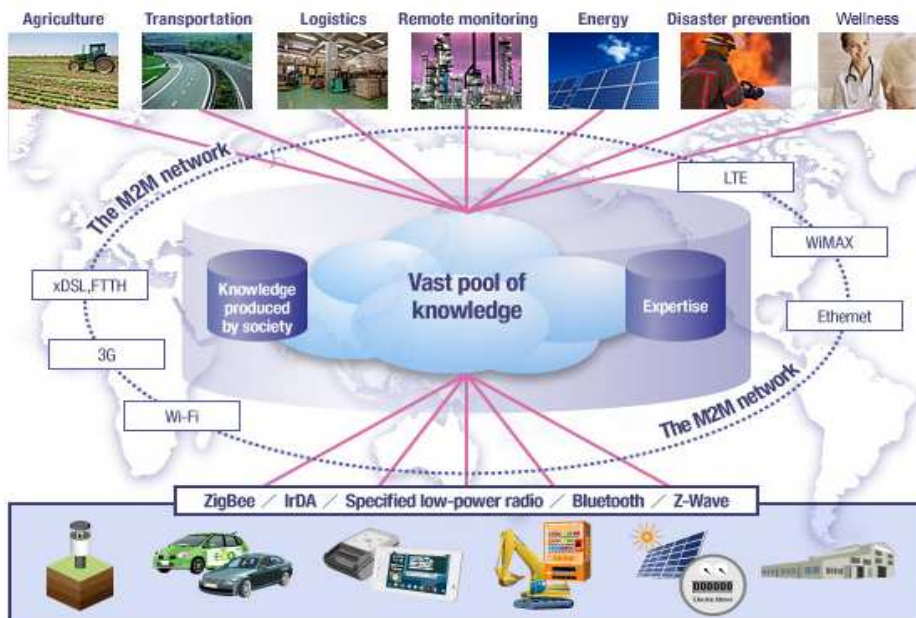 Agriculture
Transportation
Logistics
Remote monitoring
Energy
Disaster prevention
Wellness
The M2M network
LTE
WiMAX
xDSL,FTTH
Knowledge
produced
by society
Vast pool of
knowledge
Expertise
Ethernet
3G
Wi-Fi
The M2M network
ZigBee / IrDA / Specified low-power radio / Bluetooth / Z-Wave